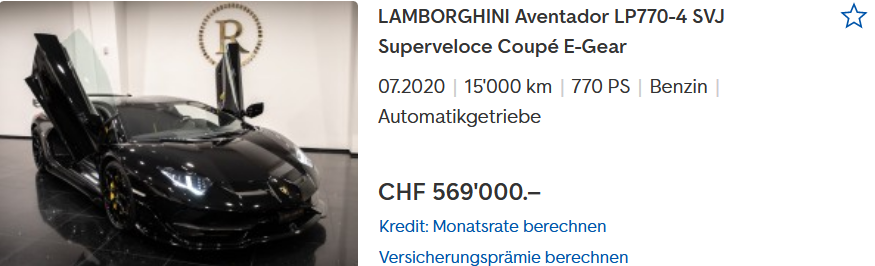 LAMBORGHINI Aventador LP770-4 SVJ
Superveloce Coupé E-Gear
07.2020 | 15'000 km | 770 PS | Benzin |
Automatikgetriebe
CHF 569'000.–
Kredit: Monatsrate berechnen
Versicherungsprämie berechnen
R